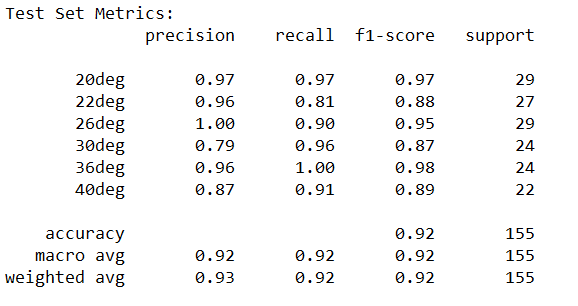 Test Set Metrics:
precision recall f1-score support
20deg 0.97 0.97 0.97 29
22deg 0.96 0.81 0.88 27
26deg 1.00 0.90 0.95 29
30deg 0.79 0.96 0.87 24
36deg 0.96 1.00 0.98 24
40deg 0.87 0.91 0.89 22
accuracy 0.92 155
macro avg 0.92 0.92 0.92 155
weighted avg 0.93 0.92 0.92 155